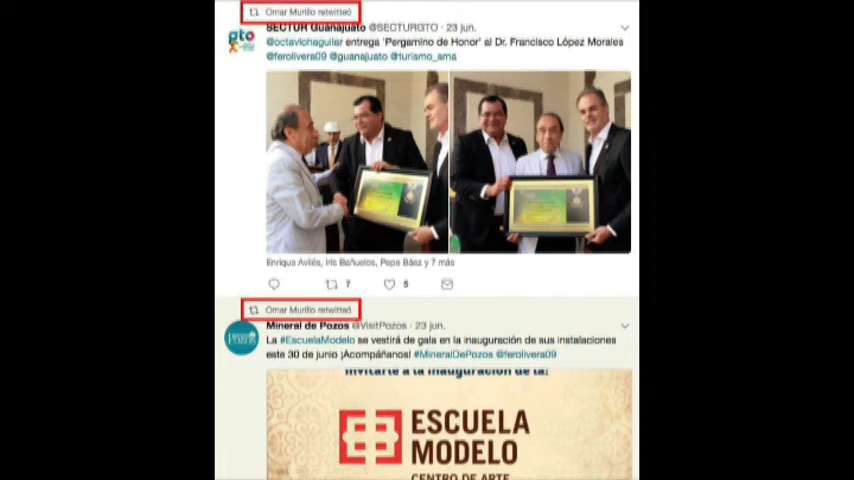 Omar Murillo retwitteó
SECTUR Guanajuato @SECTURGTO · 23 jun.
@octaviohaguilar entrega 'Pergamino de Honor' al Dr. Francisco López Morales
@ferolivera09 @guanajuato @turismo_sma
gto
Enrique Avilés, Iris Bañuelos, Pepe Báez y 7 más
7 5
Omar Murillo retwitteó
Mineral de Pozos @VisitPozos · 23 jun.
La #EscuelaModelo se vestirá de gala en la inauguración de sus instalaciones
este 30 de junio ¡Acompáñanos! #MineralDePozos @ferolivera09
POZOS
invitarte a la inauguración de la:
ESCUELA
MODELO
CENTRO DE ARTE